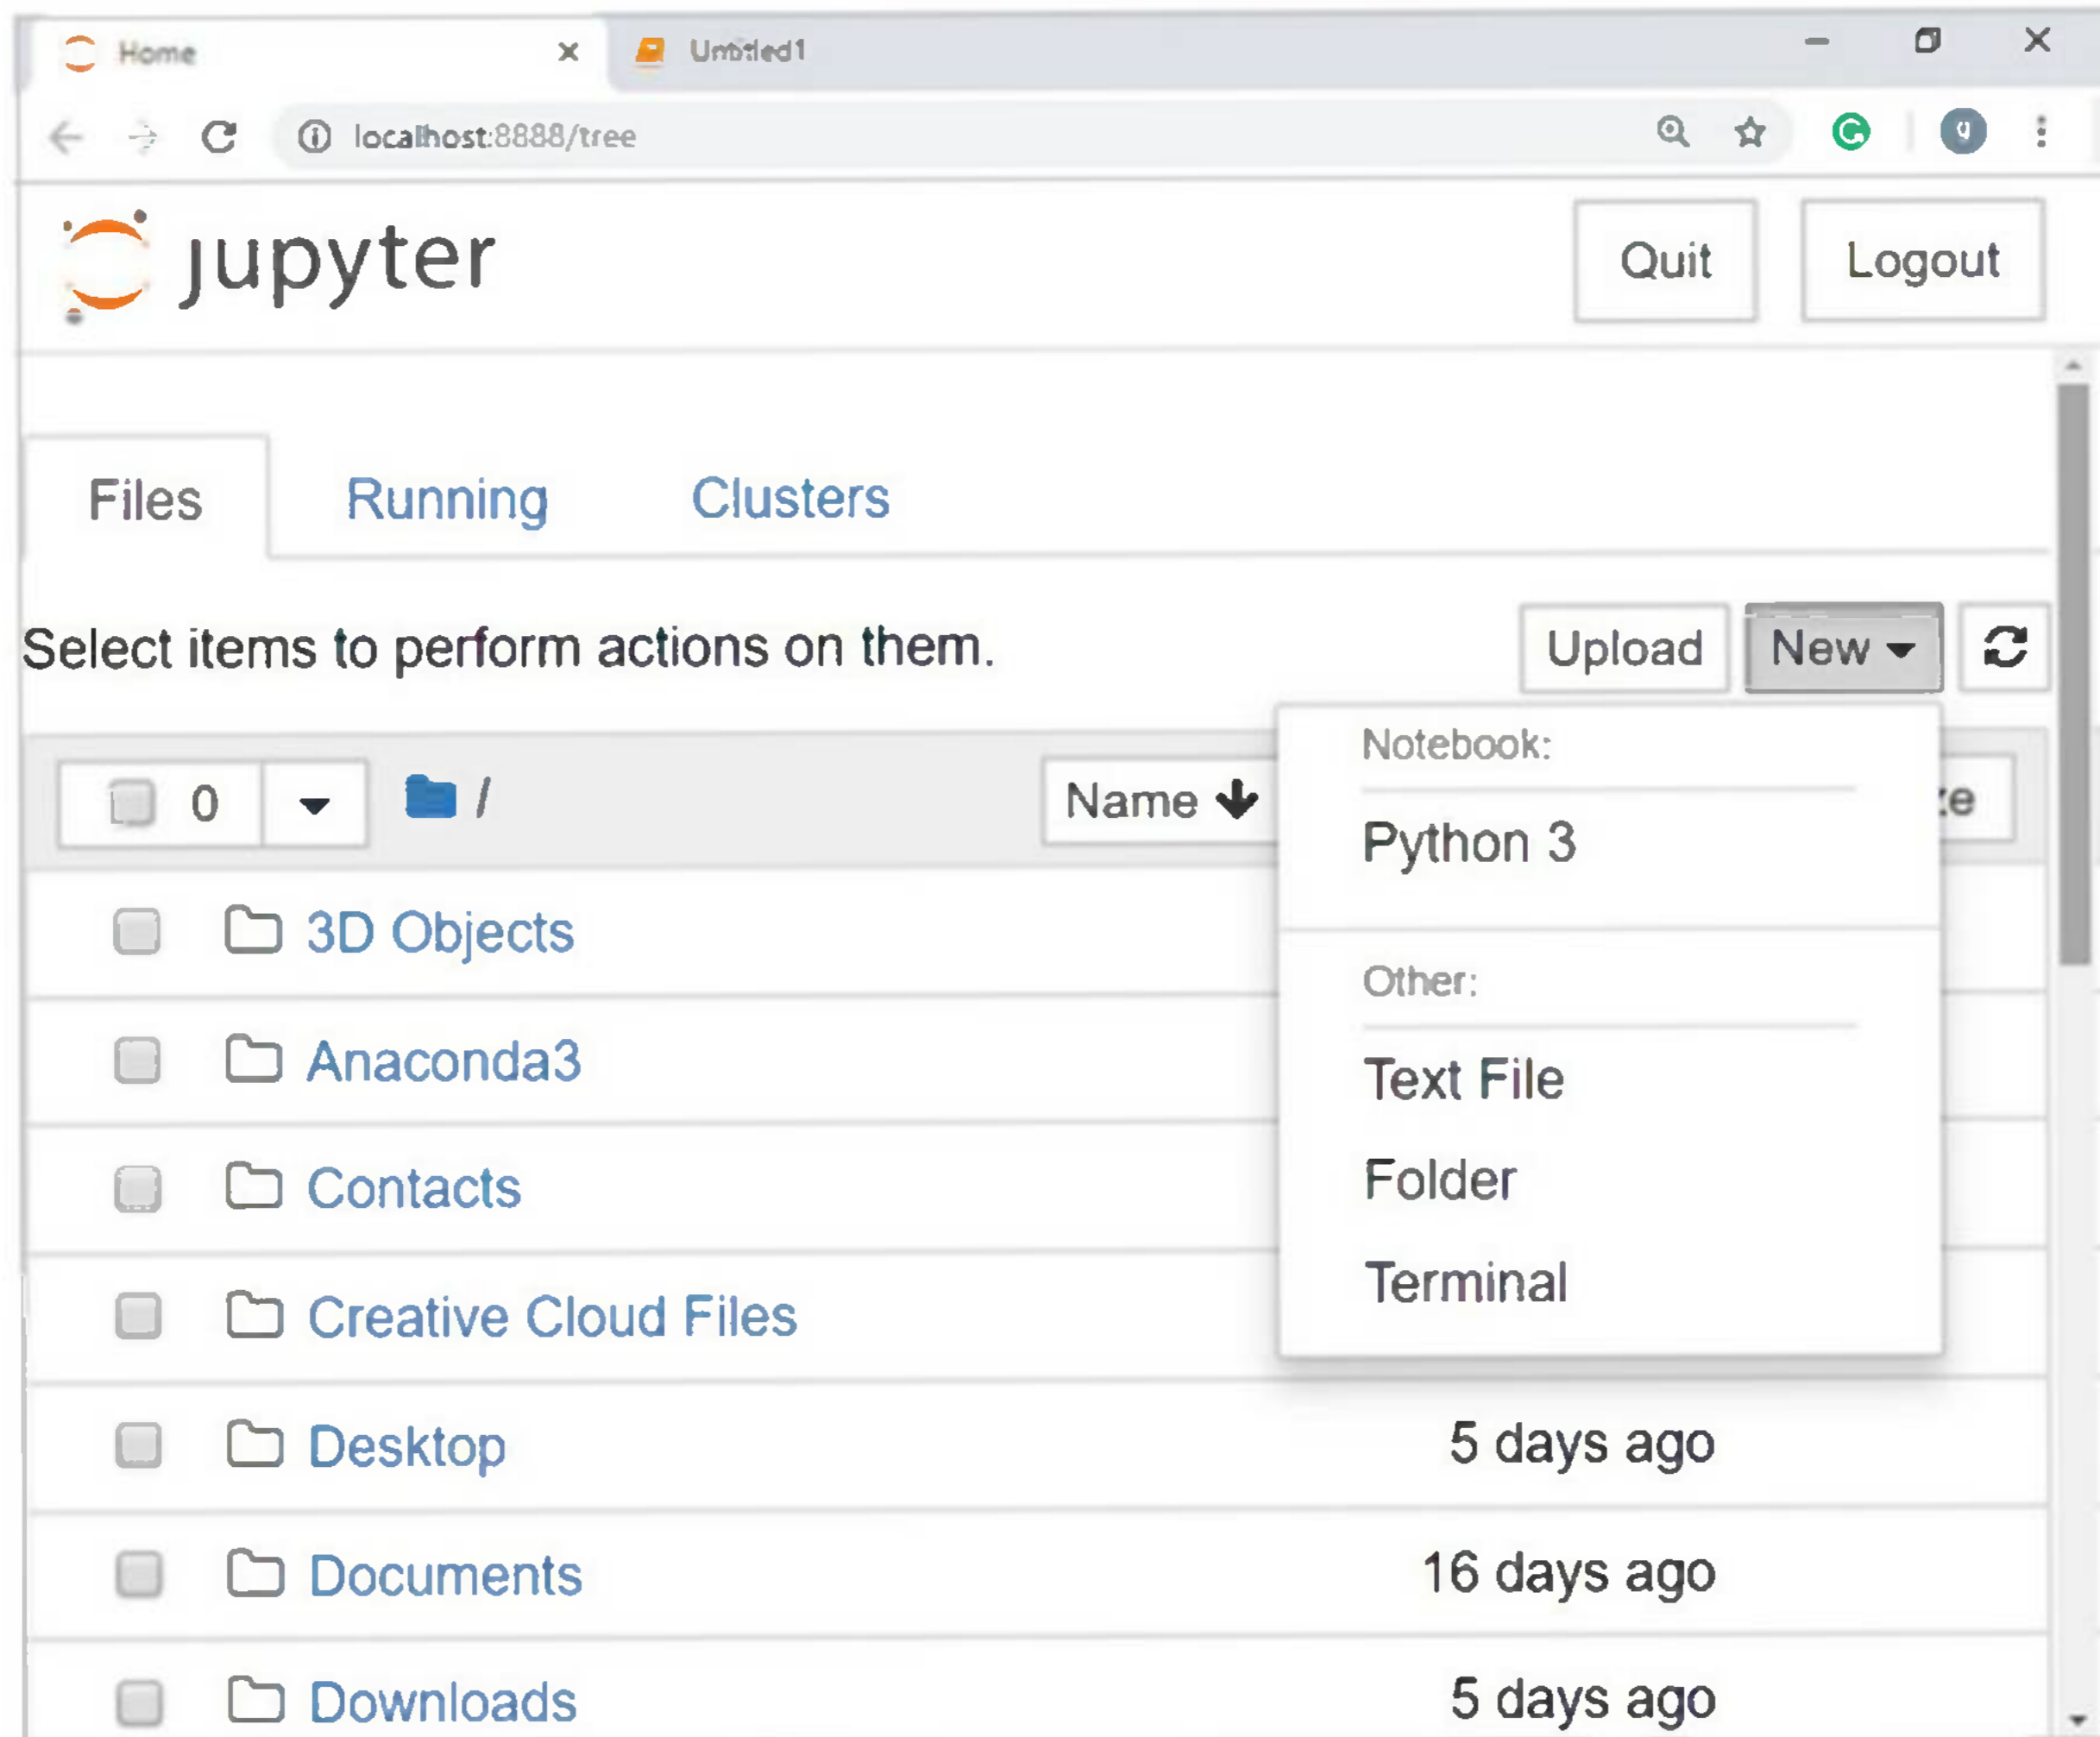 Home
Untitled1
localhost:8888/tree
jupyter
Quit
Logout
Files
Running
Clusters
Select items to perform actions on them.
Upload
New
0
/
Name
Notebook:
Python 3
Other:
Text File
Folder
Terminal
3D Objects
Anaconda3
Contacts
Creative Cloud Files
Desktop 5 days ago
Documents 16 days ago
Downloads 5 days ago